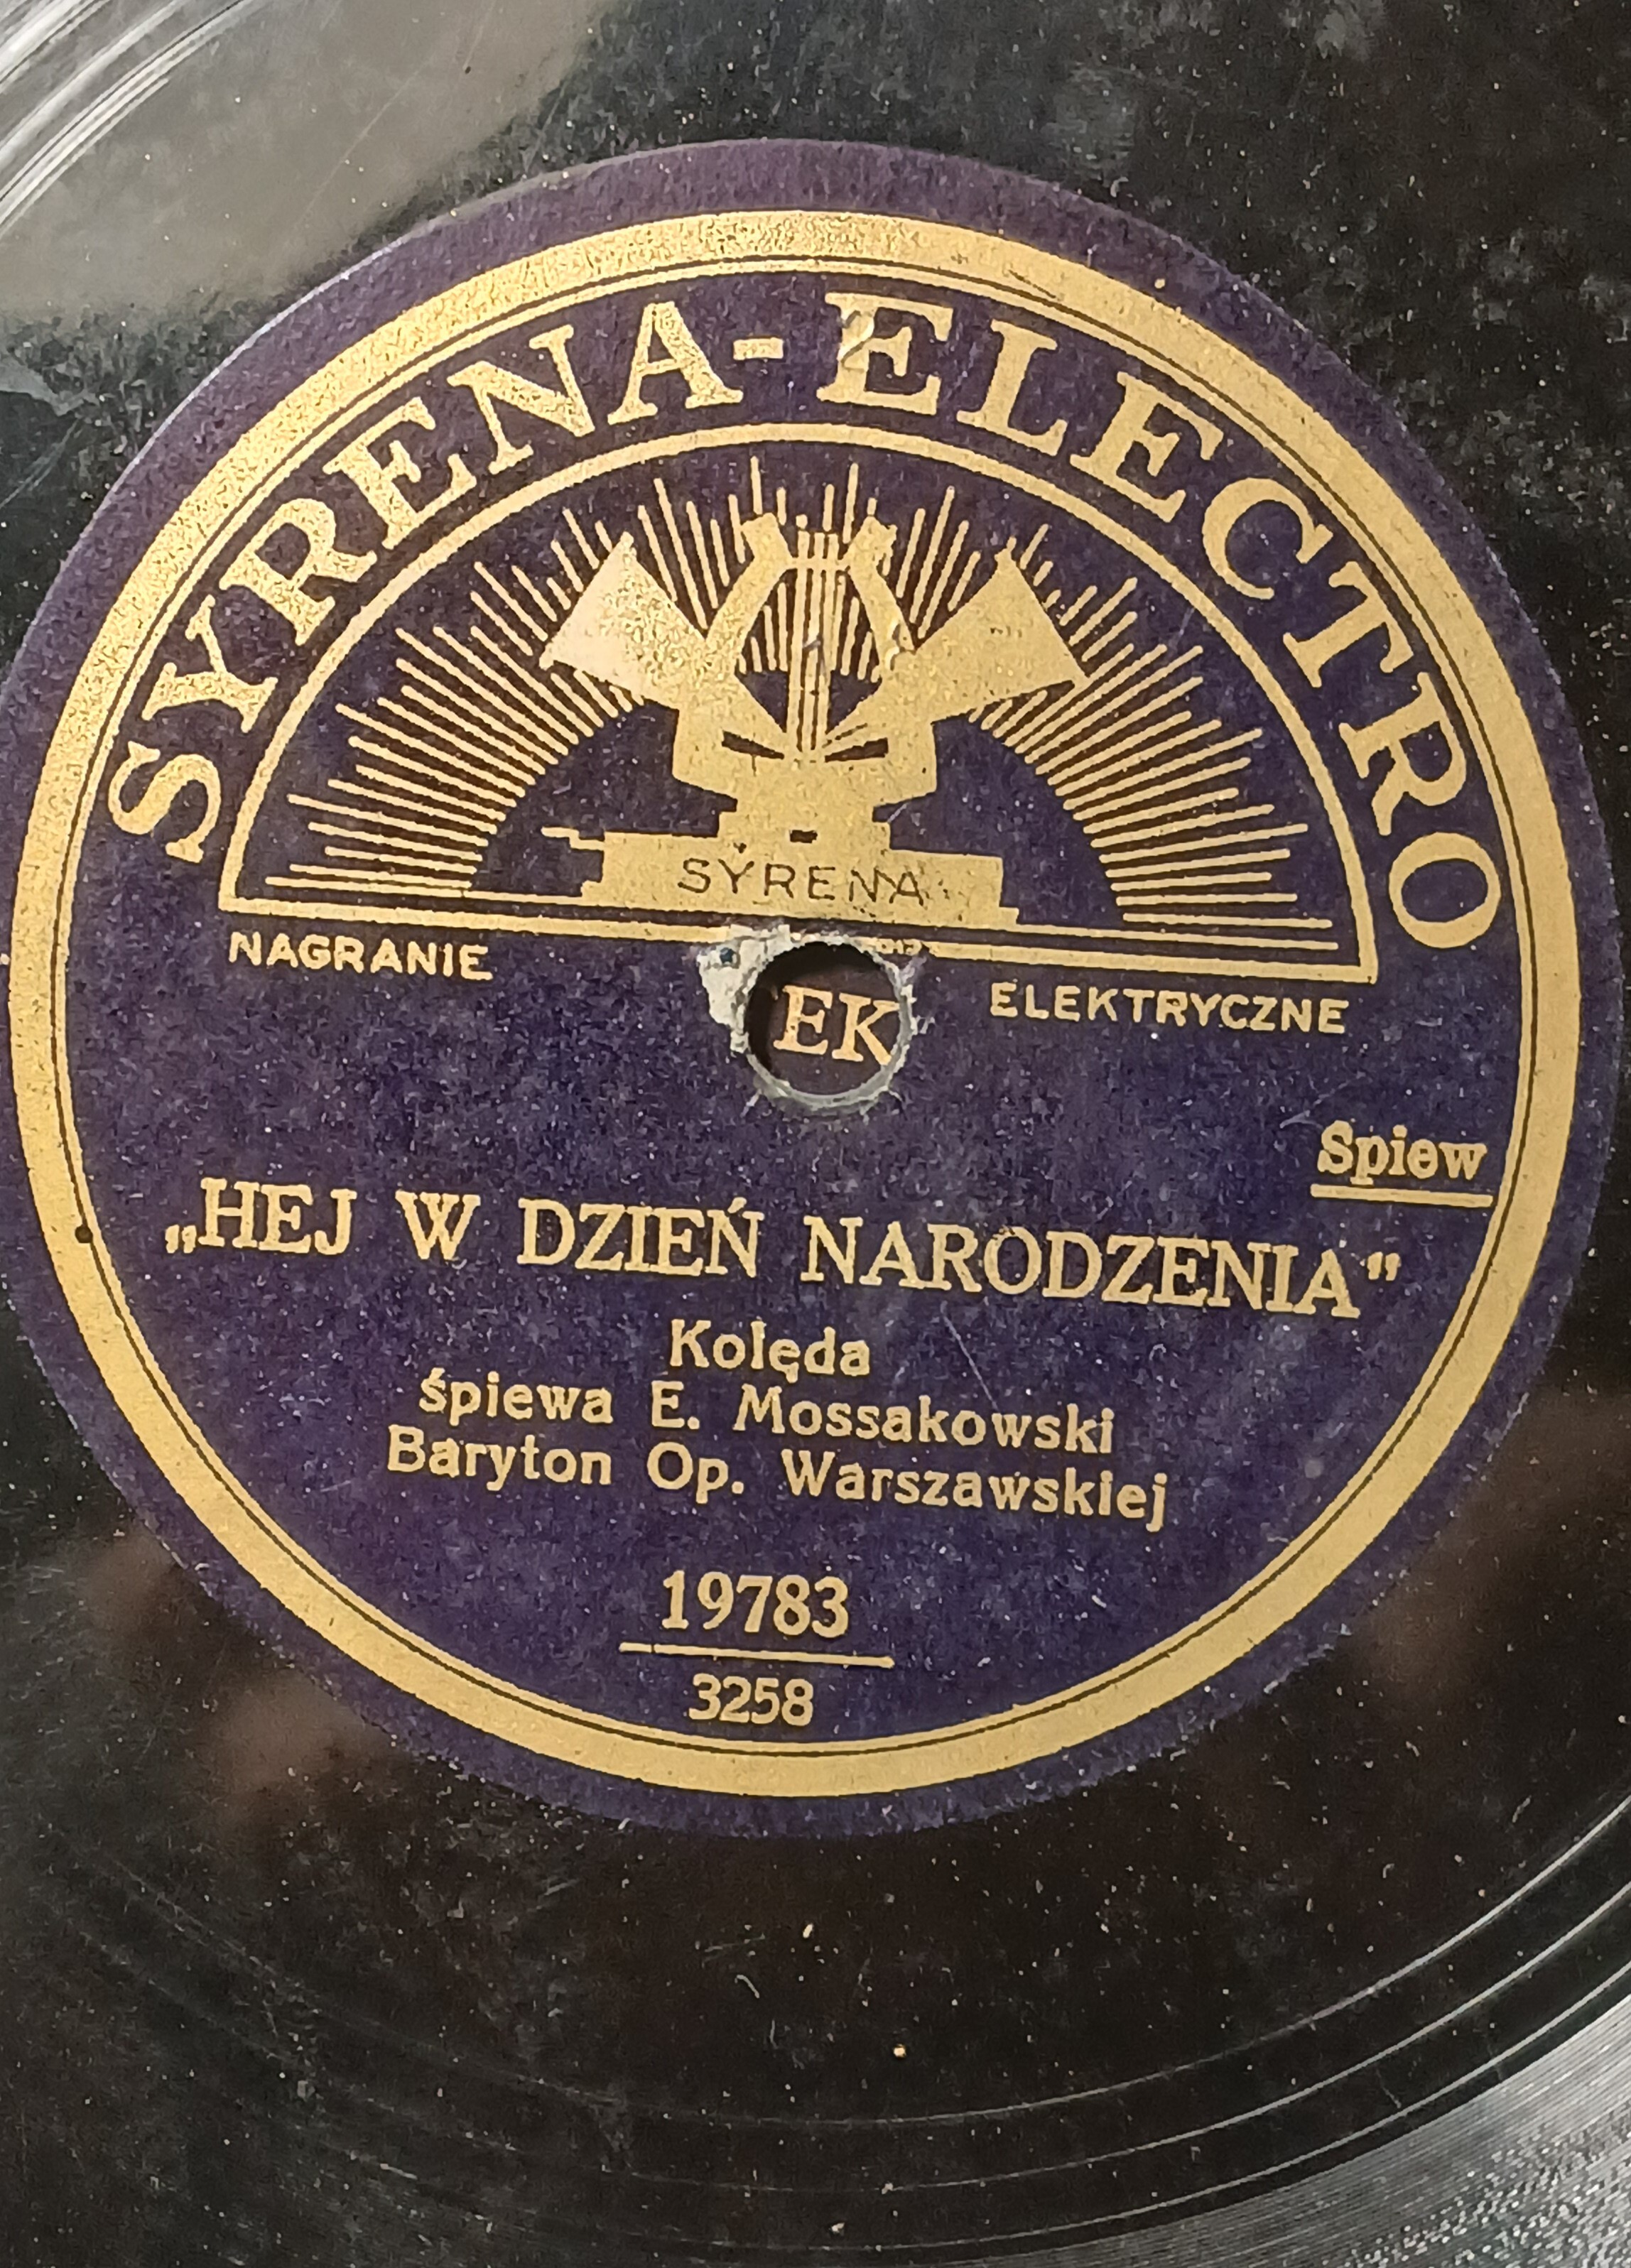 SYRENA-ELECTRO
SYRENA
NAGRANIE
ELEKTRYCZNE
EK
Spiew
„HEJ W DZIEŃ NARODZENIA"
Kolęda
śpiewa E. Mossakowski
Baryton Op. Warszawskiej
19783
3258